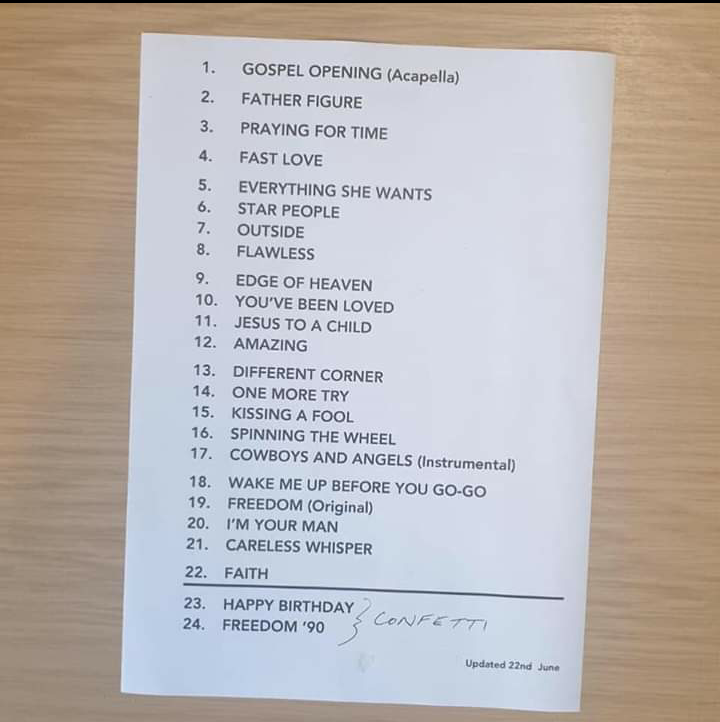 1. GOSPEL OPENING (Acapella)
2. FATHER FIGURE
3. PRAYING FOR TIME
4. FAST LOVE
5. EVERYTHING SHE WANTS
6. STAR PEOPLE
7. OUTSIDE
8. FLAWLESS
9. EDGE OF HEAVEN
10. YOU'VE BEEN LOVED
11. JESUS TO A CHILD
12. AMAZING
13. DIFFERENT CORNER
14. ONE MORE TRY
15. KISSING A FOOL
16. SPINNING THE WHEEL
17. COWBOYS AND ANGELS (Instrumental)
18. WAKE ME UP BEFORE YOU GO-GO
19. FREEDOM (Original)
20. I'M YOUR MAN
21. CARELESS WHISPER
22. FAITH
23. HAPPY BIRTHDAY
24. FREEDOM '90
CONFETTI
Updated 22nd June